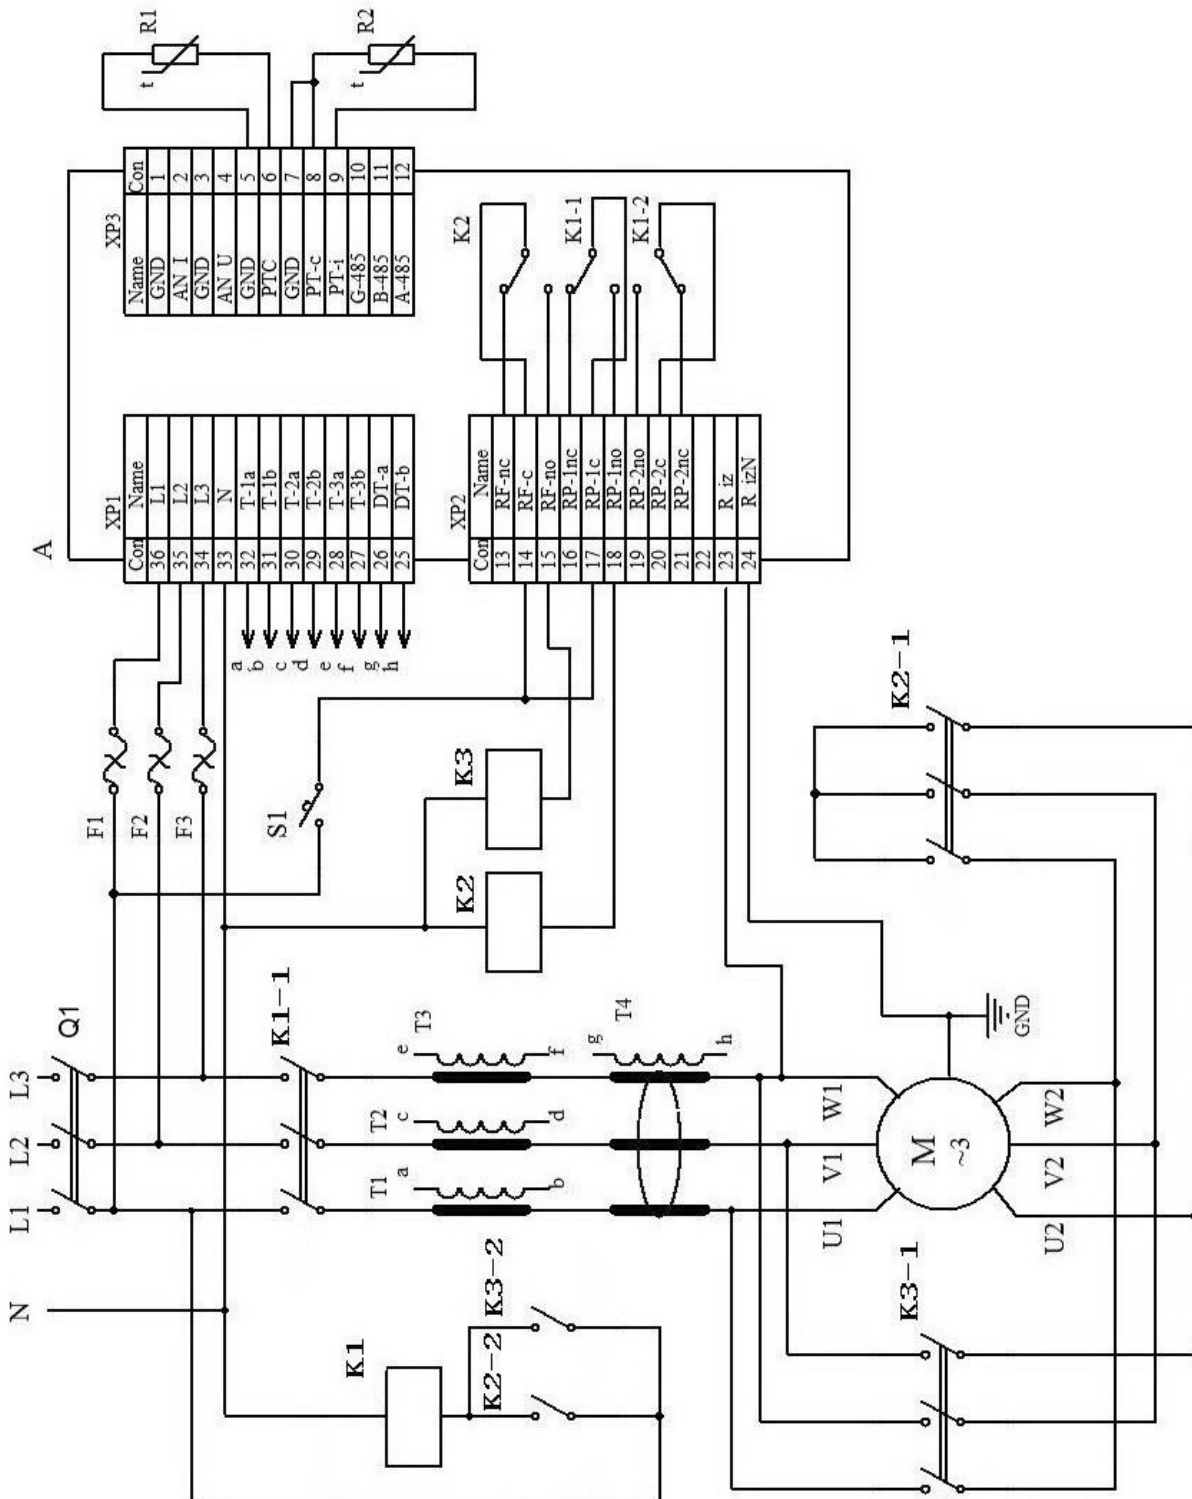 R1
t
R2
t
A
XP3
Name Con
GND 1
AN I 2
GND 3
AN U 4
GND 5
PTC 6
GND 7
PT-c 8
PT-i 9
G-485 10
B-485 11
A-485 12
XP1
Con Name
36 L1
35 L2
34 L3
33 N
32 T-1a
31 T-1b
30 T-2a
29 T-2b
28 T-3a
27 T-3b
26 DT-a
25 DT-b
a
b
c
d
e
f
g
h
XP2
Con Name
13 RF-nc
14 RF-c
15 RF-no
16 RP-1nc
17 RP-1c
18 RP-1no
19 RP-2no
20 RP-2c
21 RP-2nc
22
23 R iz
24 R izN
K2
K1-1
K1-2
F1
F2
F3
S1
K3
K2
K2-1
N
L1
L2
L3
Q1
K1-1
T1
a
b
T2
c
d
T3
e
f
T4
g
h
K1
K2-2
K3-2
K3-1
U1
V1
W1
M
~3
U2
V2
W2
GND